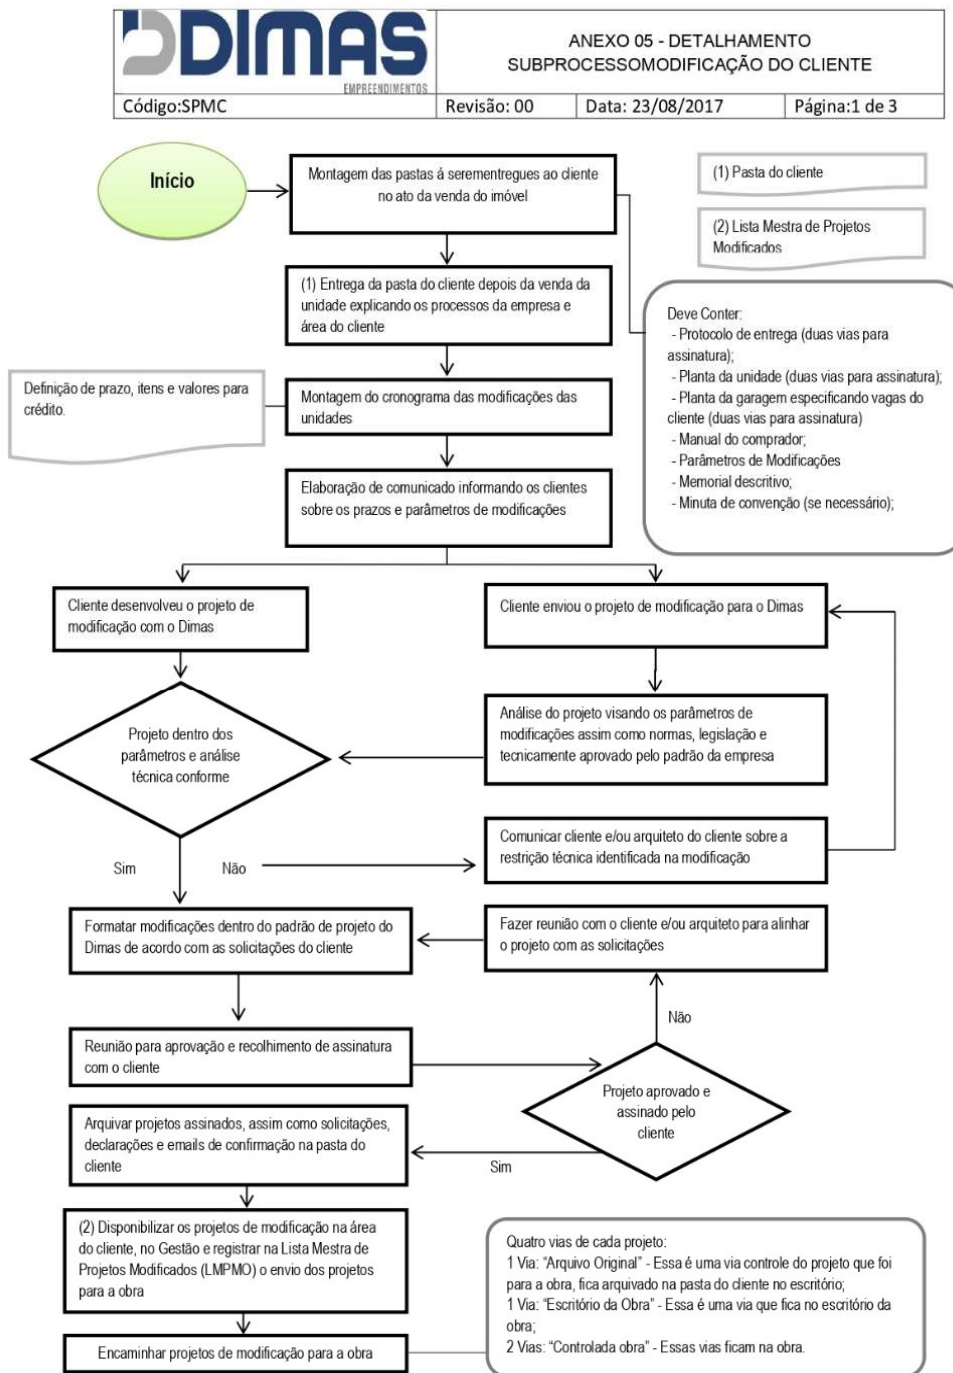 DIMAS
EMPREENDIMENTOS
ANEXO 05 - DETALHAMENTO
SUBPROCESSOMODIFICAÇÃO DO CLIENTE
Código:SPMC
Revisão: 00
Data: 23/08/2017
Página:1 de 3
Início
Montagem das pastas á serementregues ao cliente
no ato da venda do imóvel
(1) Pasta do cliente
(2) Lista Mestra de Projetos
Modificados
(1) Entrega da pasta do cliente depois da venda da
unidade explicando os processos da empresa e
área do cliente
Deve Conter:
- Protocolo de entrega (duas vias para
assinatura);
- Planta da unidade (duas vias para assinatura);
- Planta da garagem especificando vagas do
cliente (duas vias para assinatura)
- Manual do comprador;
- Parâmetros de Modificações
- Memorial descritivo;
- Minuta de convenção (se necessário);
Definição de prazo, itens e valores para
crédito.
Montagem do cronograma das modificações das
unidades
Elaboração de comunicado informando os clientes
sobre os prazos e parâmetros de modificações
Cliente desenvolveu o projeto de
modificação com o Dimas
Cliente enviou o projeto de modificação para o Dimas
Projeto dentro dos
parâmetros e análise
técnica conforme
Análise do projeto visando os parâmetros de
modificações assim como normas, legislação e
tecnicamente aprovado pelo padrão da empresa
Comunicar cliente e/ou arquiteto do cliente sobre a
restrição técnica identificada na modificação
Sim
Não
Formatar modificações dentro do padrão de projeto do
Dimas de acordo com as solicitações do cliente
Fazer reunião com o cliente e/ou arquiteto para alinhar
o projeto com as solicitações
Não
Reunião para aprovação e recolhimento de assinatura
com o cliente
Projeto aprovado e
assinado pelo
cliente
Arquivar projetos assinados, assim como solicitações,
declarações e emails de confirmação na pasta do
cliente
Sim
(2) Disponibilizar os projetos de modificação na área
do cliente, no Gestão e registrar na Lista Mestra de
Projetos Modificados (LMPMO) o envio dos projetos
para a obra
Quatro vias de cada projeto:
1 Via: “Arquivo Original” - Essa é uma via controle do projeto que foi
para a obra, fica arquivado na pasta do cliente no escritório;
1 Via: “Escritório da Obra” - Essa é uma via que fica no escritório da
obra;
2 Vias: “Controlada obra” - Essas vias ficam na obra.
Encaminhar projetos de modificação para a obra